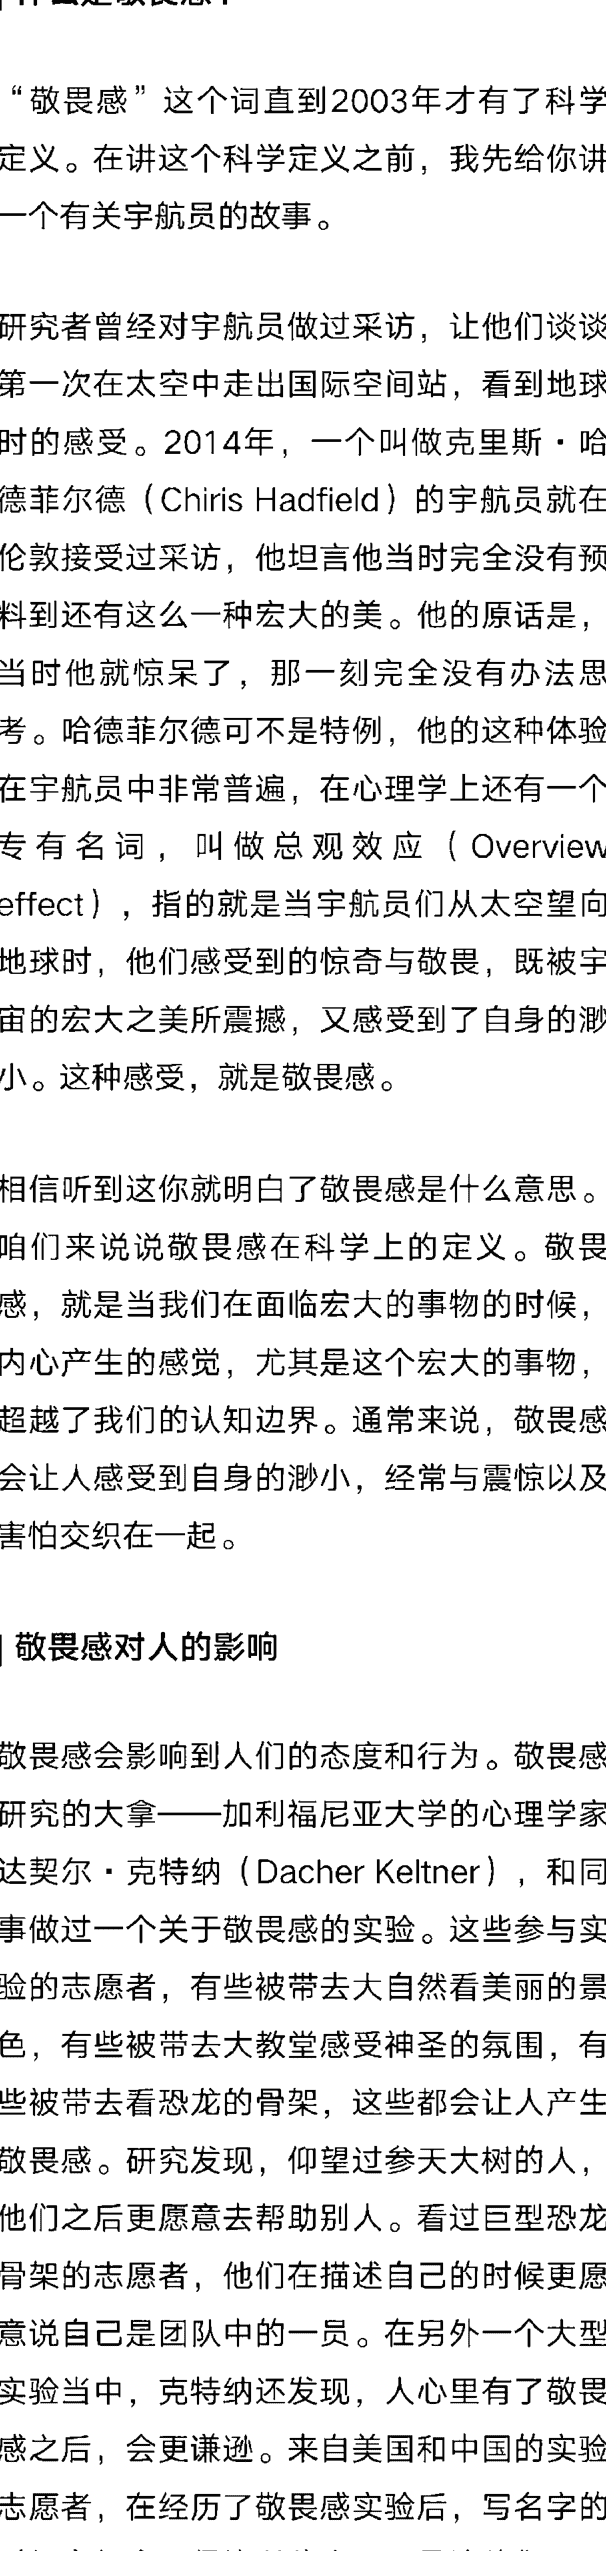 “敬畏感”这个词直到2003年才有了科学
定义。在讲这个科学定义之前，我先给你讲
一个有关宇航员的故事。
研究者曾经对宇航员做过采访，让他们谈谈
第一次在太空中走出国际空间站，看到地球
时的感受。2014年，一个叫做克里斯·哈
德菲尔德（Chiris Hadfield）的宇航员就在
伦敦接受过采访，他坦言他当时完全没有预
料到还有这么一种宏大的美。他的原话是，
当时他就惊呆了，那一刻完全没有办法思
考。哈德菲尔德可不是特例，他的这种体验
在宇航员中非常普遍，在心理学上还有一个
专有名词，叫做总观效应（Overview
effect），指的就是当宇航员们从太空望向
地球时，他们感受到的惊奇与敬畏，既被宇
宙的宏大之美所震撼，又感受到了自身的渺
小。这种感受，就是敬畏感。
相信听到这你就明白了敬畏感是什么意思。
咱们来说说敬畏感在科学上的定义。敬畏
感，就是当我们在面临宏大的事物的时候，
内心产生的感觉，尤其是这个宏大的事物，
超越了我们的认知边界。通常来说，敬畏感
会让人感受到自身的渺小，经常与震惊以及
害怕交织在一起。
敬畏感对人的影响
敬畏感会影响到人们的态度和行为。敬畏感
研究的大拿——加利福尼亚大学的心理学家
达契尔·克特纳（Dacher Keltner），和同
事做过一个关于敬畏感的实验。这些参与实
验的志愿者，有些被带去大自然看美丽的景
色，有些被带去大教堂感受神圣的氛围，有
些被带去看恐龙的骨架，这些都会让人产生
敬畏感。研究发现，仰望过参天大树的人，
他们之后更愿意去帮助别人。看过巨型恐龙
骨架的志愿者，他们在描述自己的时候更愿
意说自己是团队中的一员。在另外一个大型
实验当中，克特纳还发现，人心里有了敬畏
感之后，会更谦逊。来自美国和中国的实验
志愿者，在经历了敬畏感实验后，写名字的